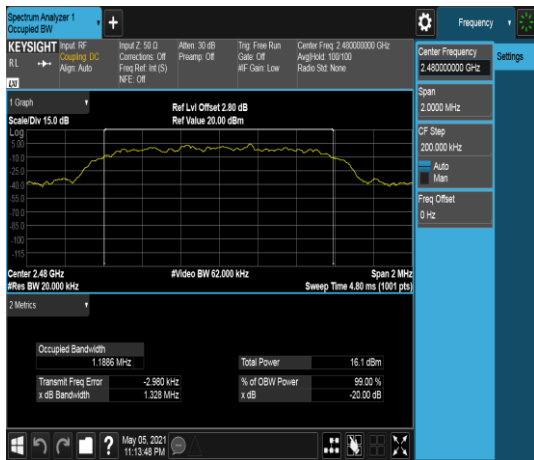 Spectrum Analyzer 1
Occupied BW
+
Frequency
KEYSIGHT
RL
LXI
Input: RF
Coupling: DC
Align: Auto
Input Z: 50 Ω
Corrections: Off
Freq Ref: Int (S)
NFE: Off
Atten: 30 dB
Preamp: Off
Trig: Free Run
Gate: Off
#IF Gain: Low
Center Freq: 2.480000000 GHz
Avg|Hold: 100/100
Radio Std: None
Center Frequency
2.480000000 GHz
Settings
Span
2.0000 MHz
CF Step
200.000 kHz
Auto
Man
Freq Offset
0 Hz
1 Graph
Scale/Div 15.0 dB
Ref Lvl Offset 2.80 dB
Ref Value 20.00 dBm
Log
5.00
-10.0
-25.0
-40.0
-55.0
-70.0
-85.0
-100
-115
Center 2.48 GHz
#Res BW 20.000 kHz
#Video BW 62.000 kHz
Span 2 MHz
Sweep Time 4.80 ms (1001 pts)
2 Metrics
Occupied Bandwidth
1.1886 MHz
Total Power 16.1 dBm
Transmit Freq Error -2.980 kHz
% of OBW Power 99.00 %
x dB Bandwidth 1.328 MHz
x dB -20.00 dB
?
May 05, 2021
11:13:48 PM